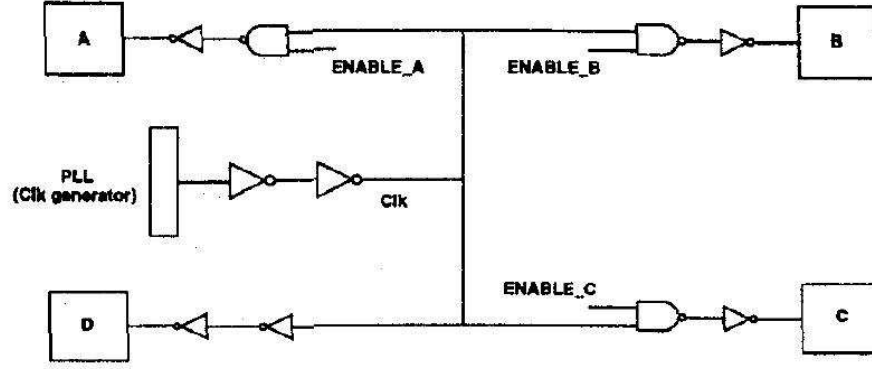 A
B
ENABLE_A
ENABLE_B
PLL
(Clk generator)
Clk
ENABLE_C
D
C